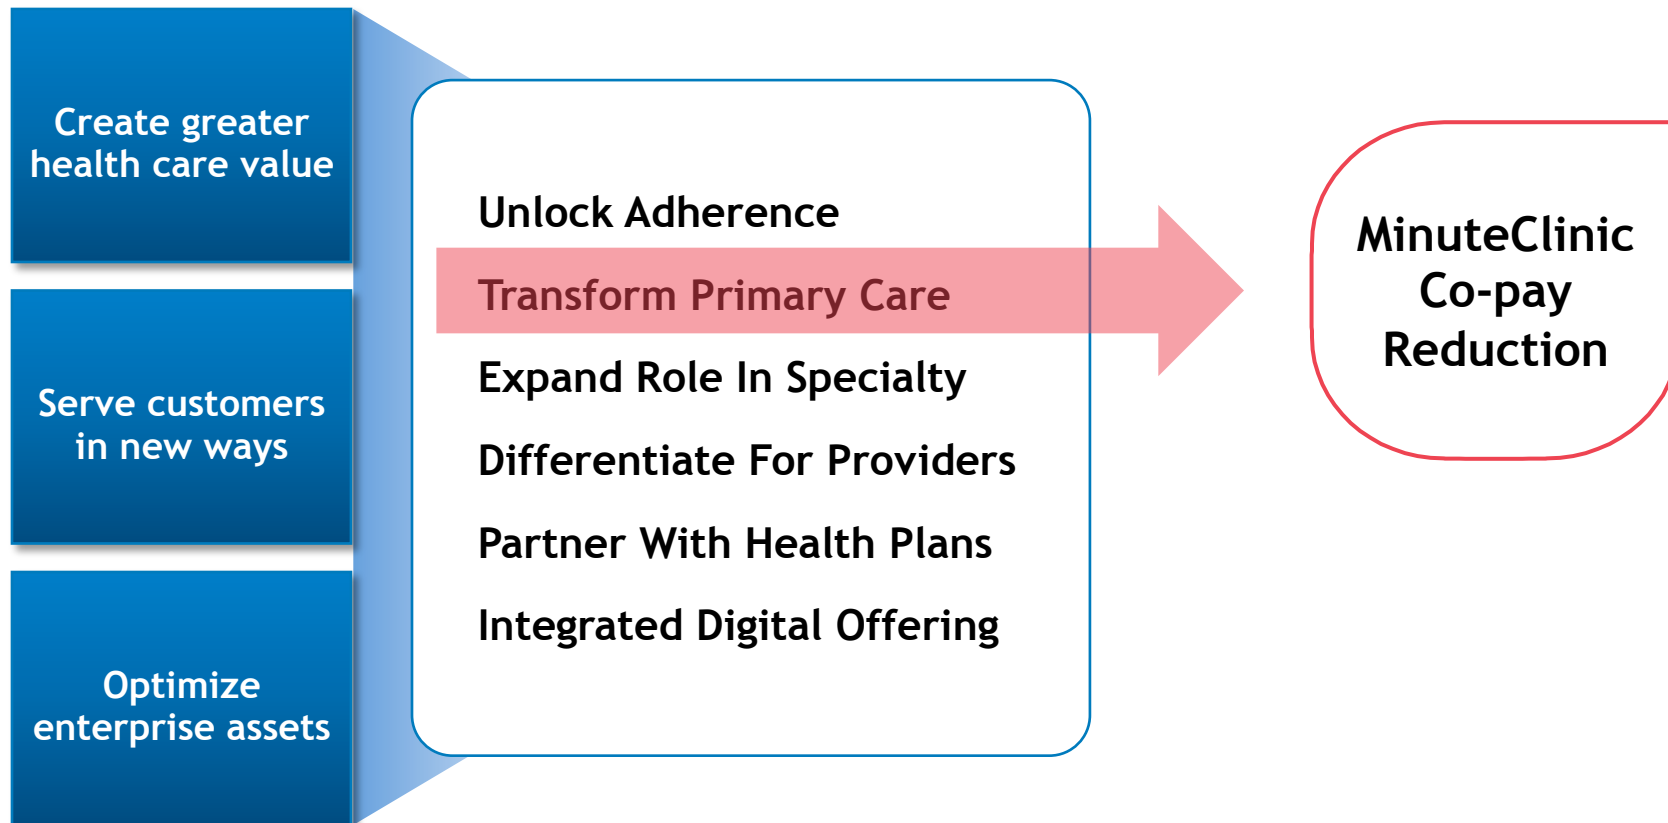 Create greater
health care value
Serve customers
in new ways
Optimize
enterprise assets
Unlock Adherence
Transform Primary Care
Expand Role In Specialty
Differentiate For Providers
Partner With Health Plans
Integrated Digital Offering
MinuteClinic
Co-pay
Reduction